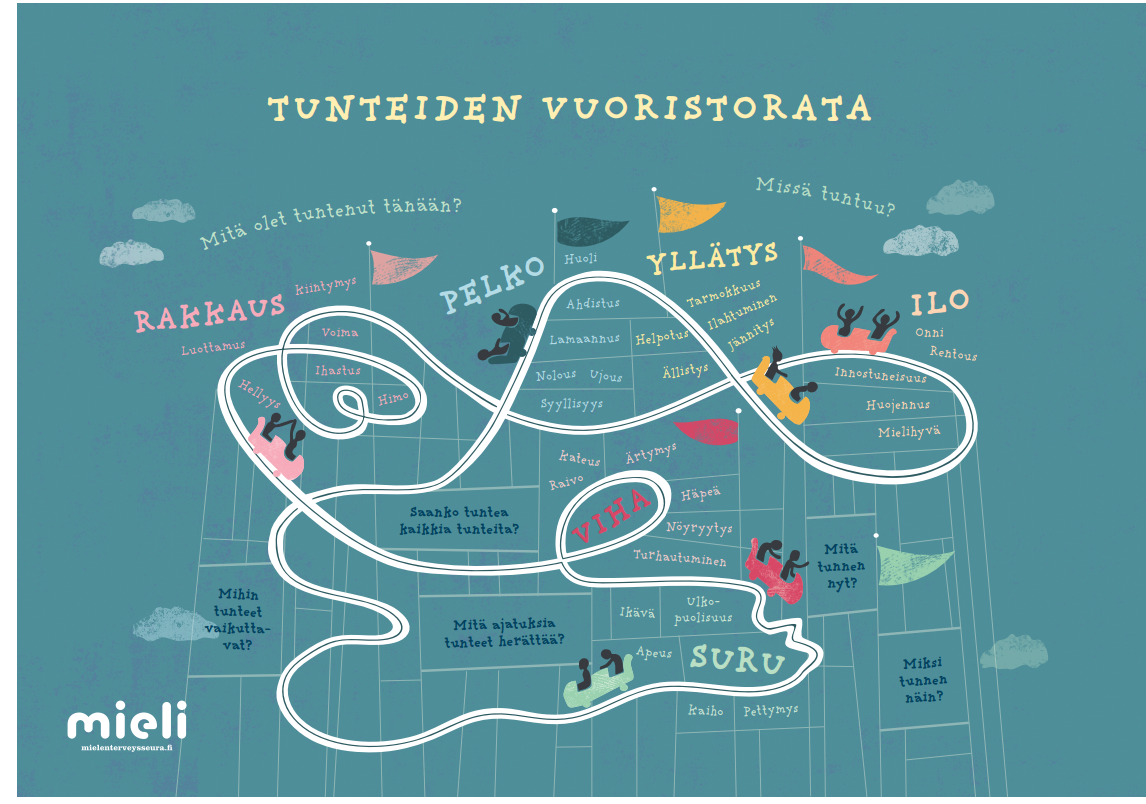 TUNTEIDEN VUORISTORATA
Mitä olet tuntenut tänään?
Missä tuntuu?
RAKKAUS
Kiintymys
Luottamus
Voima
Ihastus
Himo
Hellyys
PELKO
Huoli
Ahdistus
Lamaannus
Nolous
Ujous
Syyllisyys
YLLÄTYS
Tarmokkuus
Ilahtuminen
Jännitys
Helpotus
Ällistys
ILO
Onni
Rentous
Innostuneisuus
Huojennus
Mielihyvä
VIHA
Kateus
Ärtymys
Raivo
Häpeä
Nöyryytys
Turhautuminen
Saanko tuntea
kaikkia tunteita?
Mitä
tunnen
nyt?
Mihin
tunteet
vaikutta-
vat?
Mitä ajatuksia
tunteet herättää?
Ikävä
Ulko-
puolisuus
SURU
Apeus
Kaiho
Pettymys
Miksi
tunnen
näin?
mieli
mielenterveysseura.fi